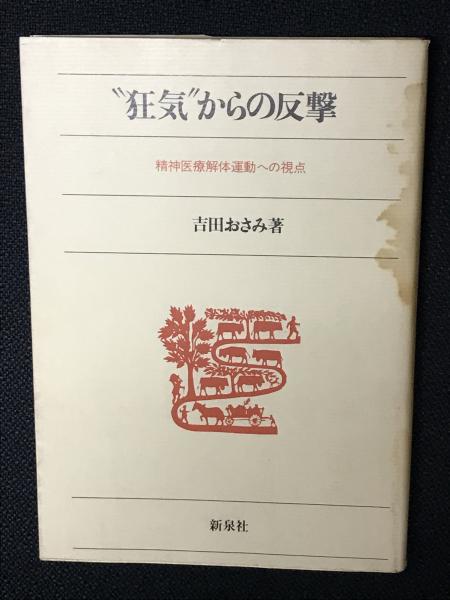 〝狂気〟からの反撃
精神医療解体運動への視点
吉田おさみ著
新泉社